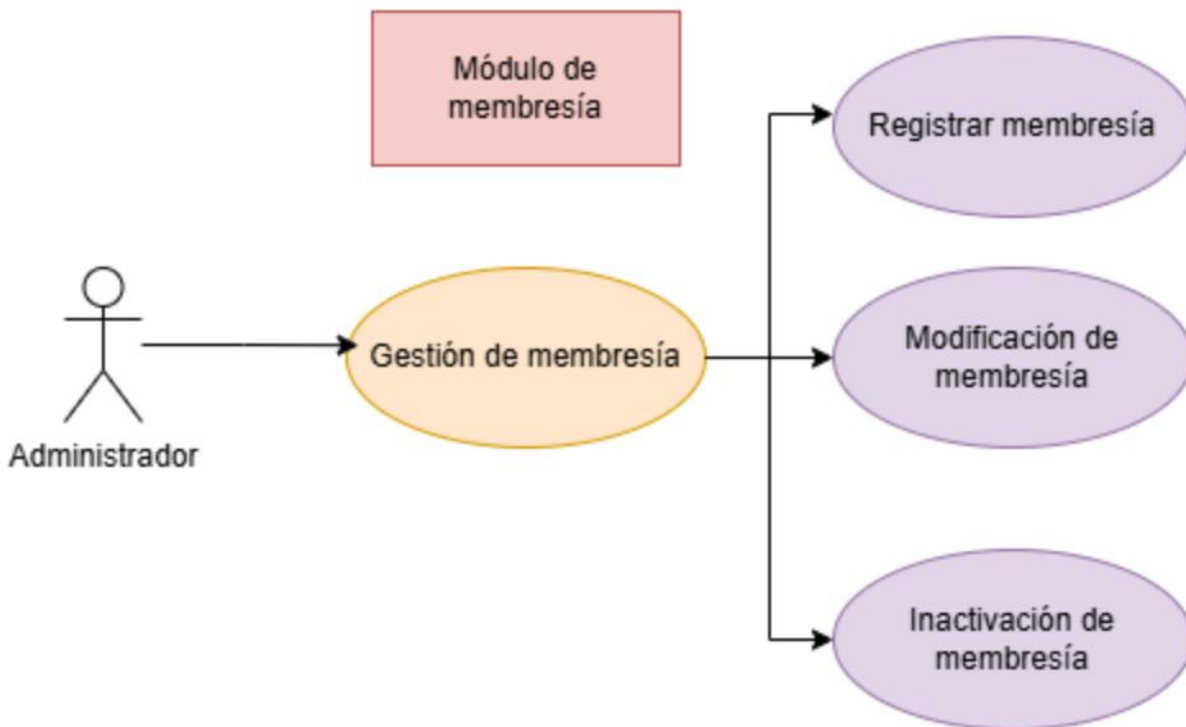 Módulo de
membresía
Registrar membresía
Gestión de membresía
Modificación de
membresía
Administrador
Inactivación de
membresía